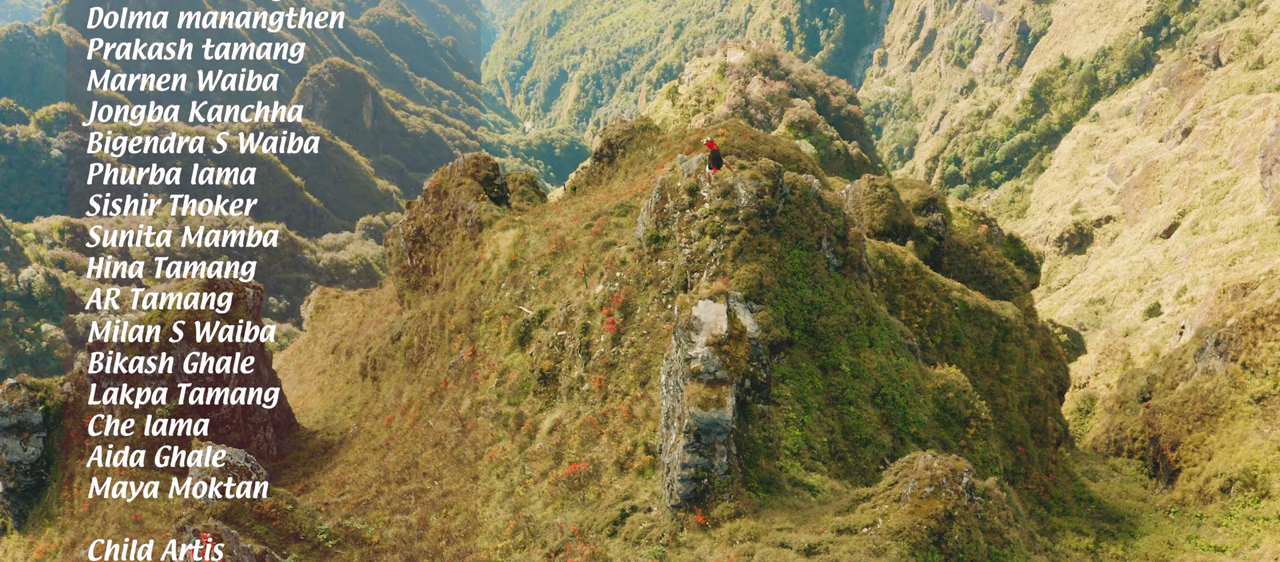 Dolma manangthen
Prakash tamang
Marnen Waiba
Jongba Kanchha
Bigendra S Waiba
Phurba lama
Sishir Thoker
Sunita Mamba
Hina Tamang
AR Tamang
Milan S Waiba
Bikash Ghale
Lakpa Tamang
Che lama
Aida Ghale
Maya Moktan
Child Artis